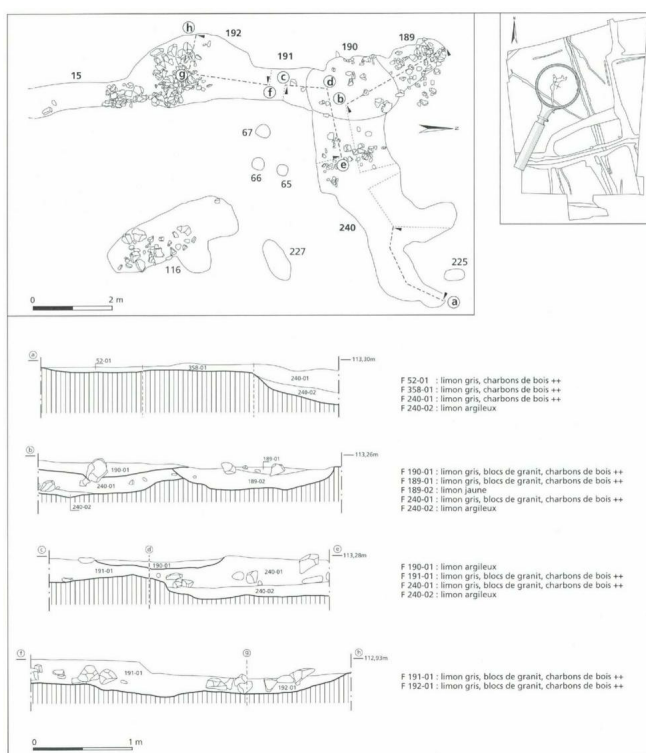 h
192
189
190
191
15
g
c
d
f
b
67
e
66
65
240
227
116
225
a
0 2 m
a
52-01
358-01
113,30m
240-01
240-02
F 52-01 : limon gris, charbons de bois ++
F 358-01 : limon gris, charbons de bois ++
F 240-01 : limon gris, charbons de bois ++
F 240-02 : limon argileux
b
113,26m
189-01
190-01
240-01
189-02
240-02
F 190-01 : limon gris, blocs de granit, charbons de bois ++
F 189-01 : limon gris, blocs de granit, charbons de bois ++
F 189-02 : limon jaune
F 240-01 : limon gris, blocs de granit, charbons de bois ++
F 240-02 : limon argileux
c d e
113,28m
190-01
191-01
240-01
240-02
F 190-01 : limon argileux
F 191-01 : limon gris, blocs de granit, charbons de bois ++
F 240-01 : limon gris, blocs de granit, charbons de bois ++
F 240-02 : limon argileux
f g h
112,93m
191-01
192-01
F 191-01 : limon gris, blocs de granit, charbons de bois ++
F 192-01 : limon gris, blocs de granit, charbons de bois ++
0 1 m